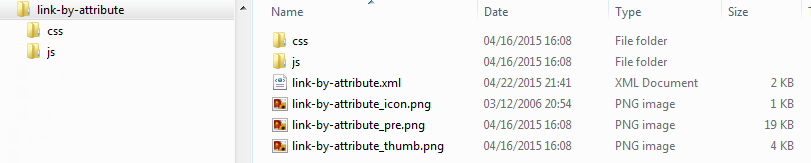 link-by-attribute
css
js
Name Date Type Size
css 04/16/2015 16:08 File folder
js 04/16/2015 16:08 File folder
link-by-attribute.xml 04/22/2015 21:41 XML Document 2 KB
link-by-attribute_icon.png 03/12/2006 20:54 PNG image 1 KB
link-by-attribute_pre.png 04/16/2015 16:08 PNG image 19 KB
link-by-attribute_thumb.png 04/16/2015 16:08 PNG image 4 KB